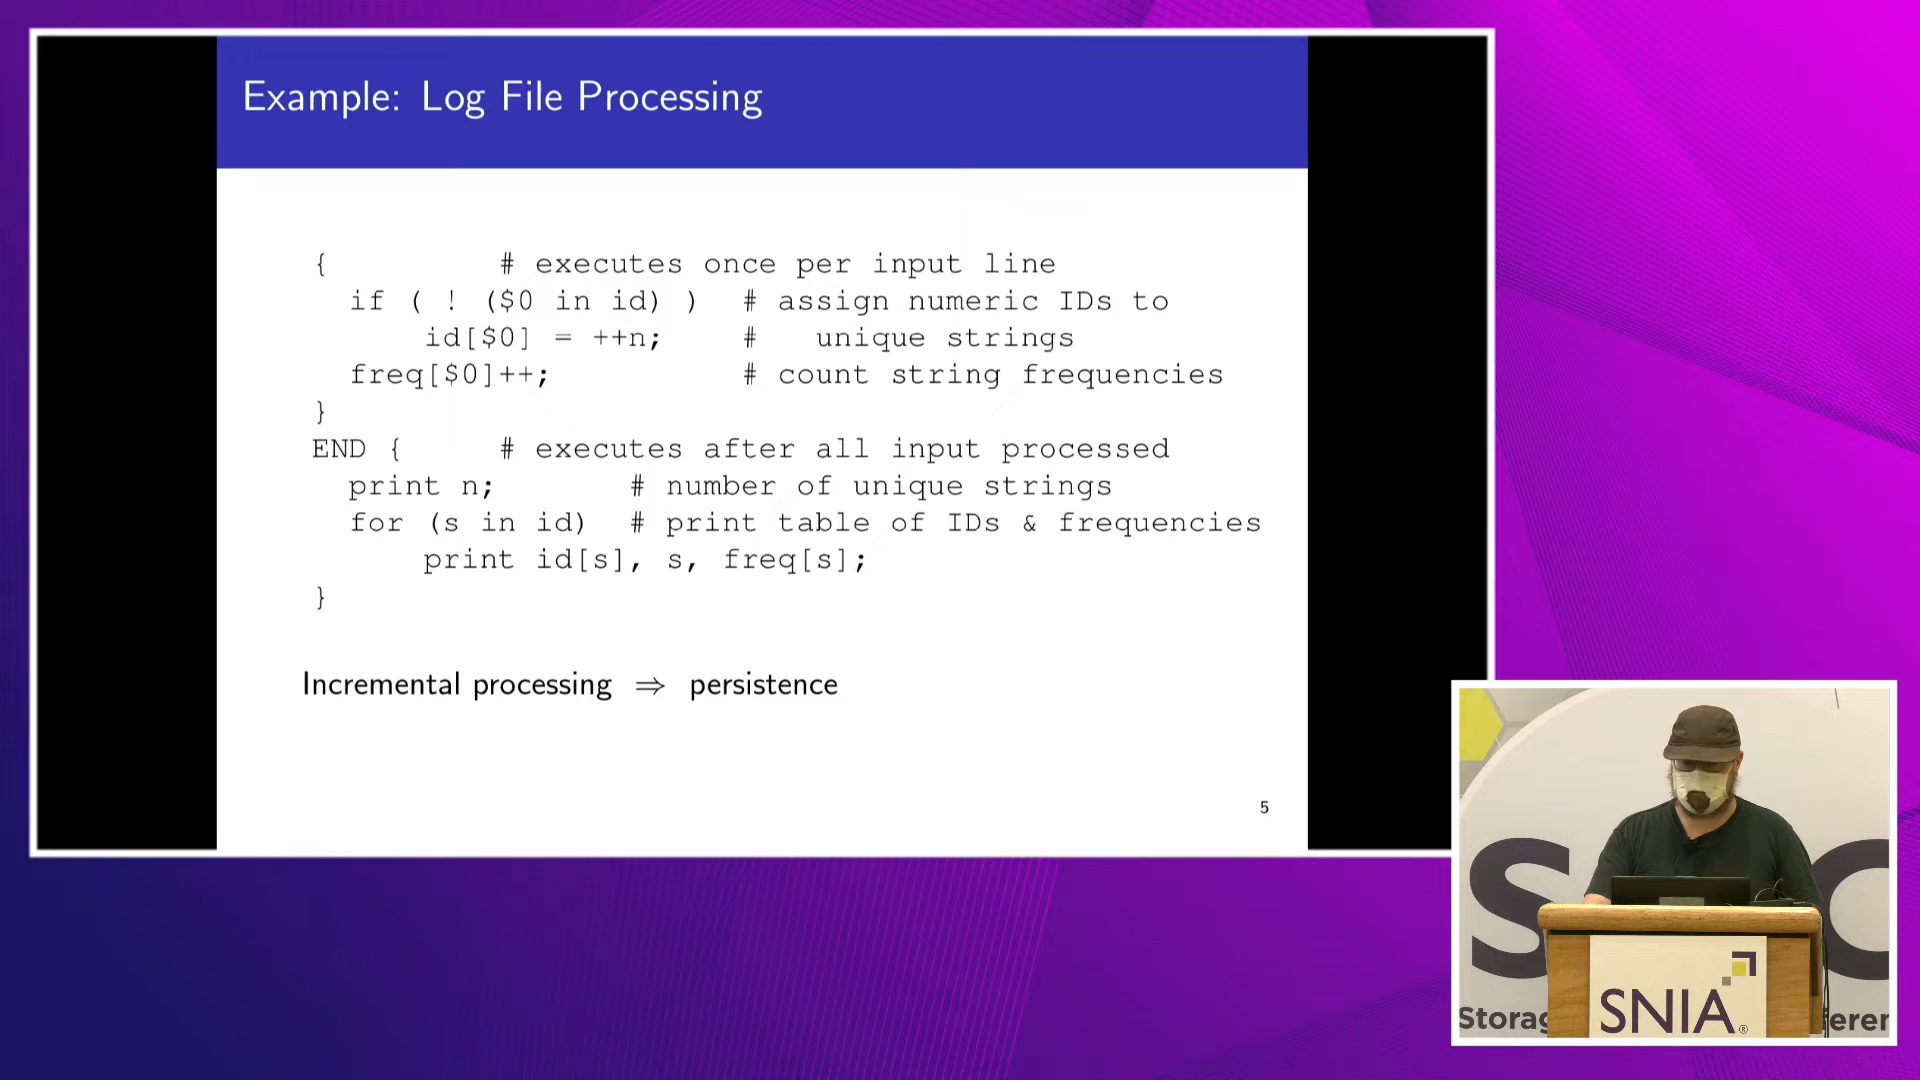 Example: Log File Processing
{ # executes once per input line
if ( ! ($0 in id) ) # assign numeric IDs to
id[$0] = ++n; # unique strings
freq[$0]++; # count string frequencies
}
END { # executes after all input processed
print n; # number of unique strings
for (s in id) # print table of IDs & frequencies
print id[s], s, freq[s];
}
Incremental processing ⇒ persistence
5
SNIA®